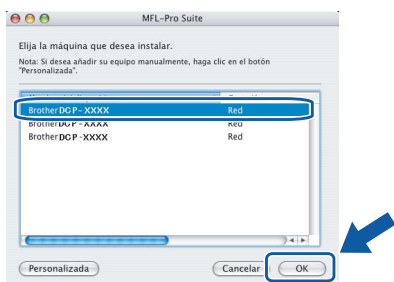 MFL-Pro Suite
Elija la máquina que desea instalar.
Nota: Si desea añadir su equipo manualmente, haga clic en el botón
"Personalizada".
Brother DCP-XXXX Red
Brother DCP-XXXX Red
Brother DCP-XXXX Red
Personalizada Cancelar OK